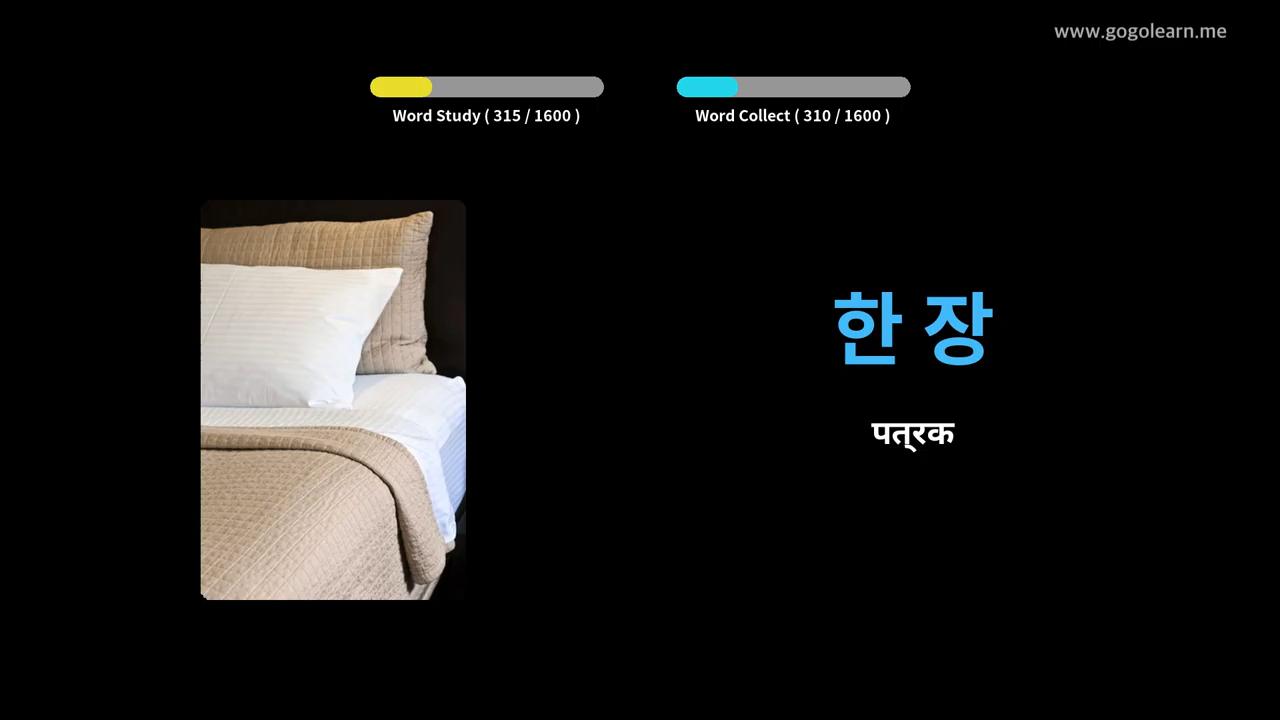 www.gogolearn.me
Word Study ( 315 / 1600 )
Word Collect ( 310 / 1600 )
한 장
पत्रक